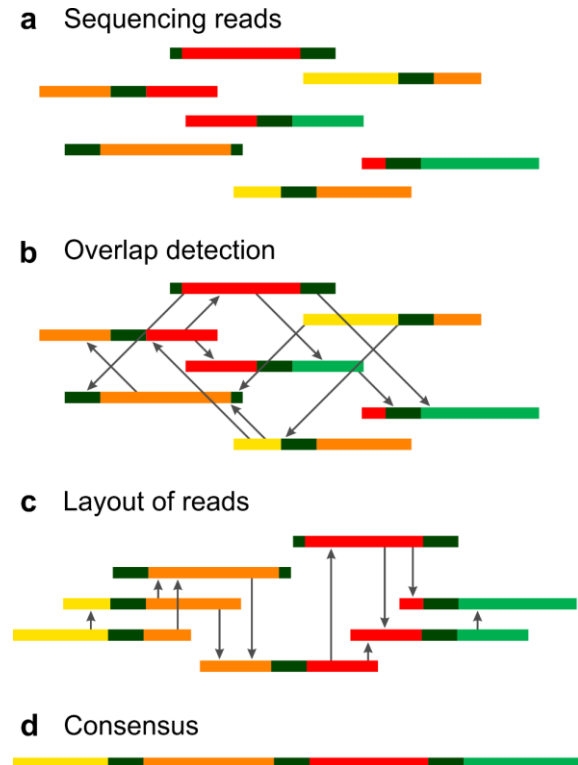 a Sequencing reads
b Overlap detection
c Layout of reads
d Consensus